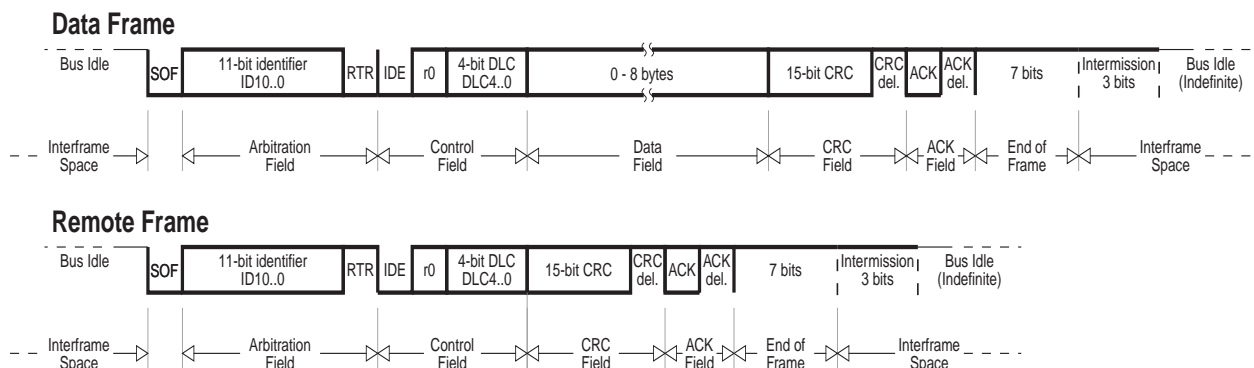 Data Frame
Bus Idle SOF 11-bit identifier ID10..0 RTR IDE r0 4-bit DLC DLC4..0 0 - 8 bytes 15-bit CRC CRC del. ACK ACK del. 7 bits Intermission 3 bits Bus Idle (Indefinite)
Interframe Space Arbitration Field Control Field Data Field CRC Field ACK Field End of Frame Interframe Space
Remote Frame
Bus Idle SOF 11-bit identifier ID10..0 RTR IDE r0 4-bit DLC DLC4..0 15-bit CRC CRC del. ACK ACK del. 7 bits Intermission 3 bits Bus Idle (Indefinite)
Interframe Space Arbitration Field Control Field CRC Field ACK Field End of Frame Interframe Space